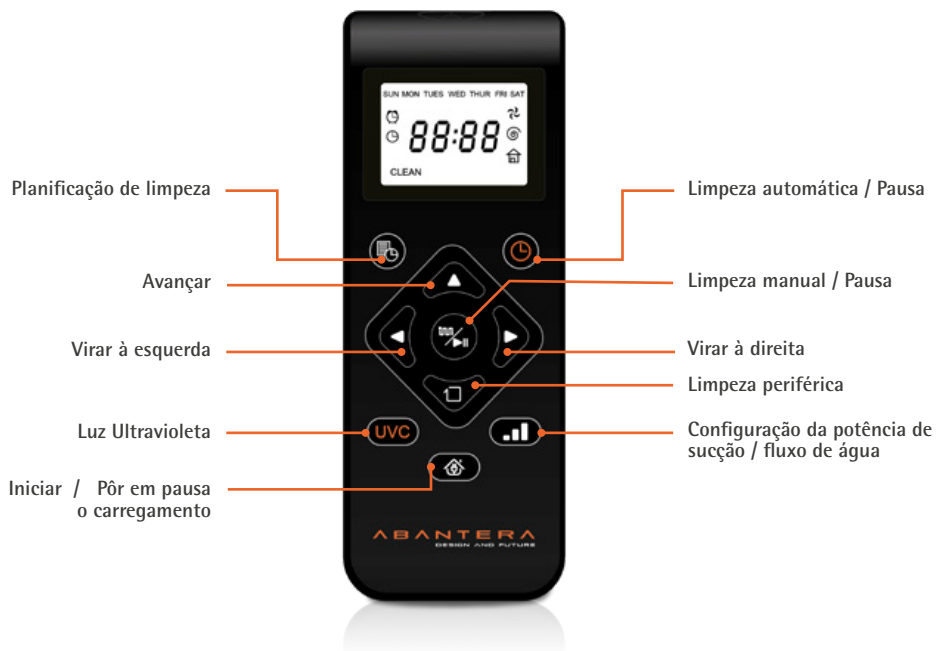 SUN MON TUES WED THUR FRI SAT
88:88
CLEAN
Planificação de limpeza
Limpeza automática / Pausa
Avançar
Limpeza manual / Pausa
Virar à esquerda
Virar à direita
Limpeza periférica
Luz Ultravioleta
UVC
Configuração da potência de
sucção / fluxo de água
Iniciar / Pôr em pausa
o carregamento
ABANTERA
DESIGN AND FUTURE